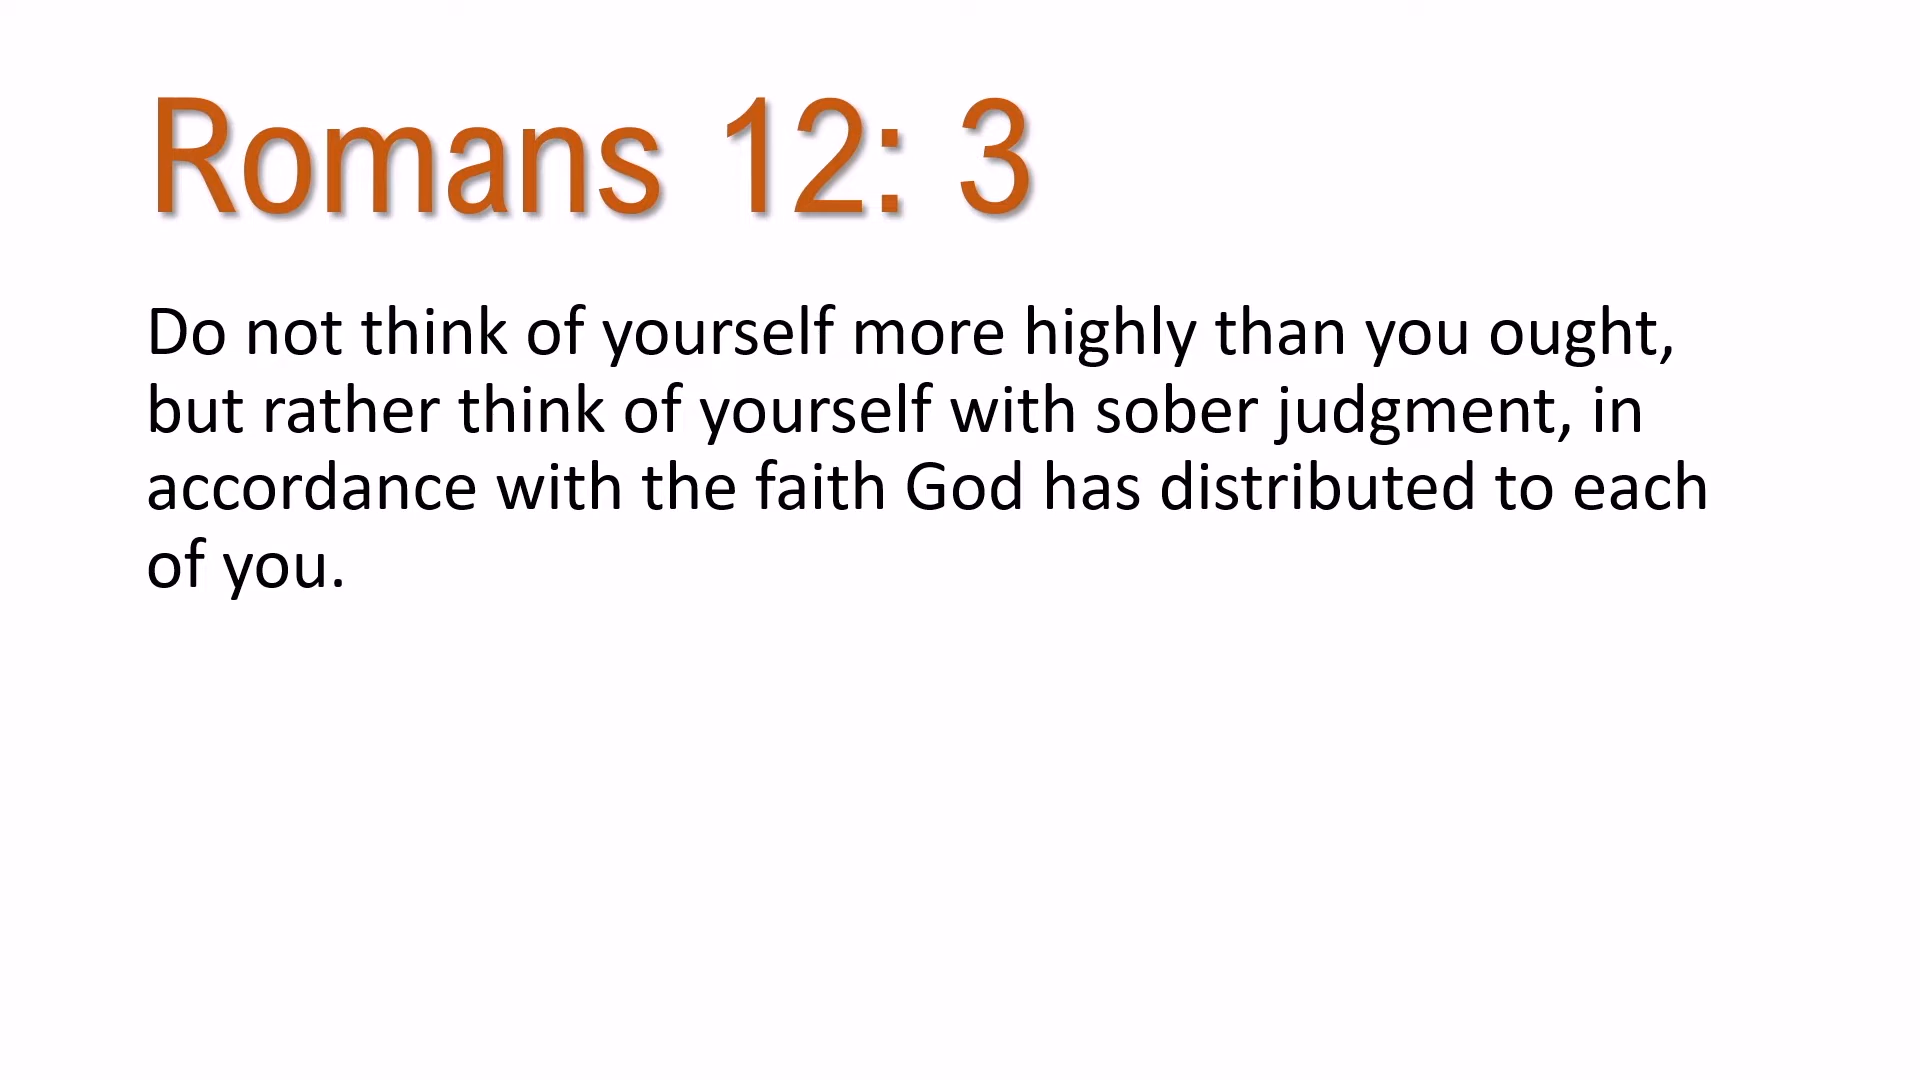 Romans 12: 3
Do not think of yourself more highly than you ought,
but rather think of yourself with sober judgment, in
accordance with the faith God has distributed to each
of you.